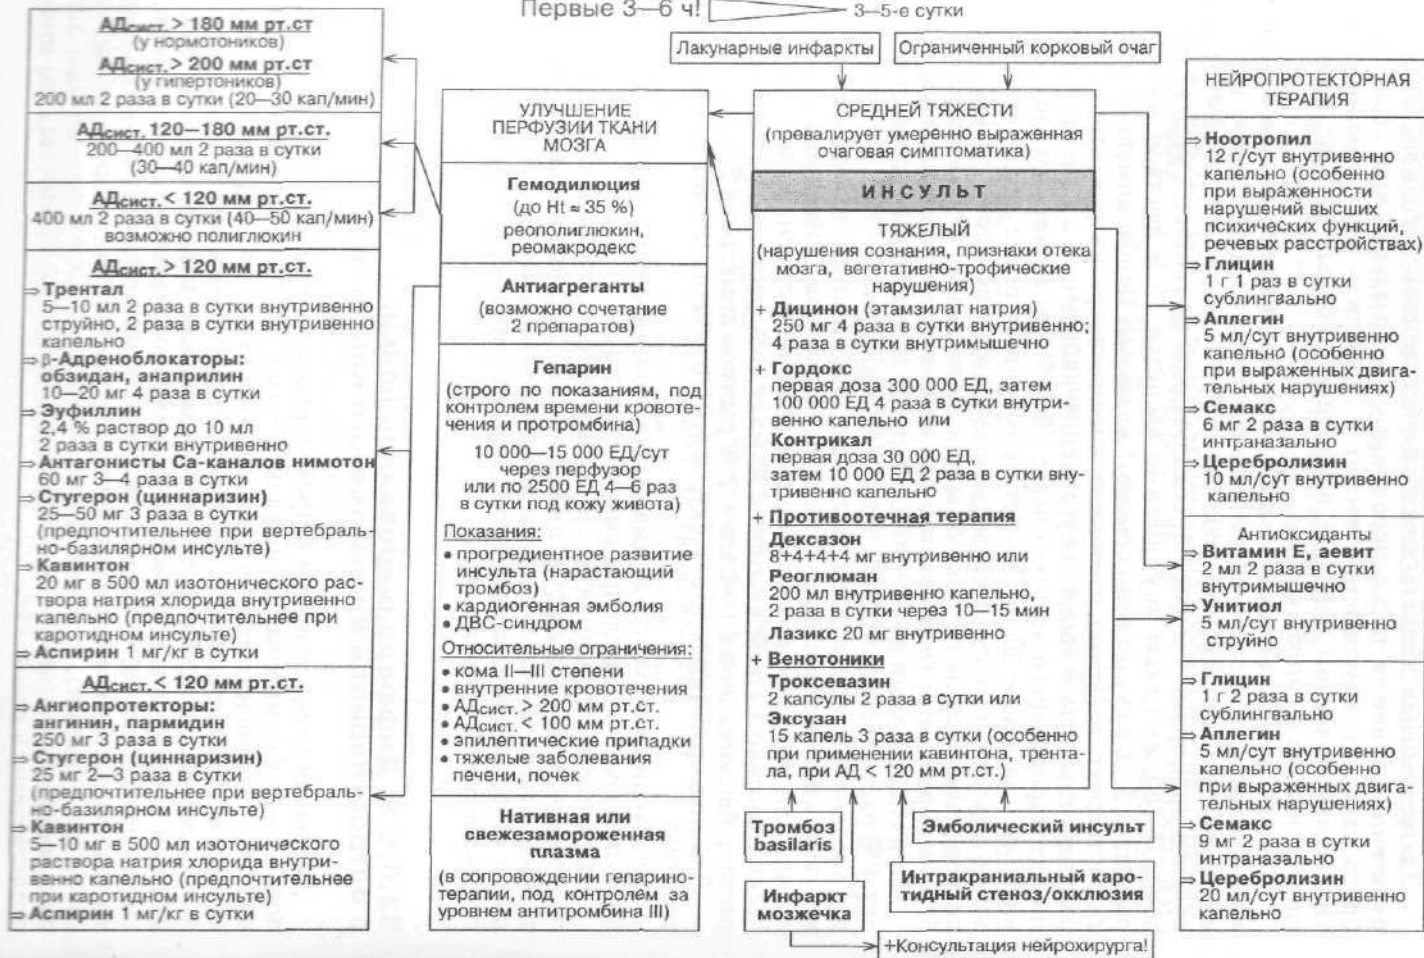 Первые 3—6 ч!
3—5-е сутки
АДсист. > 180 мм рт.ст
(у нормотоников)
АДсист. > 200 мм рт.ст
(у гипертоников)
200 мл 2 раза в сутки (20—30 кап/мин)
АДсист. 120—180 мм рт.ст.
200—400 мл 2 раза в сутки
(30—40 кап/мин)
АДсист. < 120 мм рт.ст.
400 мл 2 раза в сутки (40—50 кап/мин)
возможно полиглюкин
АДсист. > 120 мм рт.ст.
⇒ Трентал
5—10 мл 2 раза в сутки внутривенно
струйно, 2 раза в сутки внутривенно
капельно
⇒ β-Адреноблокаторы:
обзидан, анаприлин
10—20 мг 4 раза в сутки
⇒ Эуфиллин
2,4 % раствор до 10 мл
2 раза в сутки внутривенно
⇒ Антагонисты Са-каналов нимотон
60 мг 3—4 раза в сутки
⇒ Стугерон (циннаризин)
25—50 мг 3 раза в сутки
(предпочтительнее при вертебраль-
но-базилярном инсульте)
⇒ Кавинтон
20 мг в 500 мл изотонического рас-
твора натрия хлорида внутривенно
капельно (предпочтительнее при
каротидном инсульте)
⇒ Аспирин 1 мг/кг в сутки
АДсист. < 120 мм рт.ст.
⇒ Ангиопротекторы:
ангинин, пармидин
250 мг 3 раза в сутки
⇒ Стугерон (циннаризин)
25 мг 2—3 раза в сутки
(предпочтительнее при вертебраль-
но-базилярном инсульте)
⇒ Кавинтон
5—10 мг в 500 мл изотонического
раствора натрия хлорида внутри-
венно капельно (предпочтительнее
при каротидном инсульте)
⇒ Аспирин 1 мг/кг в сутки
УЛУЧШЕНИЕ
ПЕРФУЗИИ ТКАНИ
МОЗГА
Гемодилюция
(до Ht ≈ 35 %)
реополиглюкин,
реомакродекс
Антиагреганты
(возможно сочетание
2 препаратов)
Гепарин
(строго по показаниям, под
контролем времени кровоте-
чения и протромбина)
10 000—15 000 ЕД/сут
через перфузор
или по 2500 ЕД 4—6 раз
в сутки под кожу живота)
Показания:
• прогредиентное развитие
инсульта (нарастающий
тромбоз)
• кардиогенная эмболия
• ДВС-синдром
Относительные ограничения:
• кома II—III степени
• внутренние кровотечения
• АДсист. > 200 мм рт.ст.
• АДсист. < 100 мм рт.ст.
• эпилептические припадки
• тяжелые заболевания
печени, почек
Нативная или
свежезамороженная
плазма
(в сопровождении гепарино-
терапии, под контролем за
уровнем антитромбина III)
Лакунарные инфаркты
Ограниченный корковый очаг
СРЕДНЕЙ ТЯЖЕСТИ
(превалирует умеренно выраженная
очаговая симптоматика)
ИНСУЛЬТ
ТЯЖЕЛЫЙ
(нарушения сознания, признаки отека
мозга, вегетативно-трофические
нарушения)
+ Дицинон (этамзилат натрия)
250 мг 4 раза в сутки внутривенно;
4 раза в сутки внутримышечно
+ Гордокс
первая доза 300 000 ЕД, затем
100 000 ЕД 4 раза в сутки внутри-
венно капельно или
Контрикал
первая доза 30 000 ЕД,
затем 10 000 ЕД 2 раза в сутки вну-
тривенно капельно
+ Противоотечная терапия
Дексазон
8+4+4+4 мг внутривенно или
Реоглюман
200 мл внутривенно капельно,
2 раза в сутки через 10—15 мин
Лазикс 20 мг внутривенно
+ Венотоники
Троксевазин
2 капсулы 2 раза в сутки или
Эксузан
15 капель 3 раза в сутки (особенно
при применении кавинтона, трента-
ла, при АД < 120 мм рт.ст.)
Тромбоз
basilaris
Эмболический инсульт
Инфаркт
мозжечка
Интракраниальный каро-
тидный стеноз/окклюзия
+Консультация нейрохирурга!
НЕЙРОПРОТЕКТОРНАЯ
ТЕРАПИЯ
⇒ Ноотропил
12 г/сут внутривенно
капельно (особенно
при выраженности
нарушений высших
психических функций,
речевых расстройствах)
⇒ Глицин
1 г 1 раз в сутки
сублингвально
⇒ Аплегин
5 мл/сут внутривенно
капельно (особенно
при выраженных двига-
тельных нарушениях)
⇒ Семакс
6 мг 2 раза в сутки
интраназально
⇒ Церебролизин
10 мл/сут внутривенно
капельно
Антиоксиданты
⇒ Витамин Е, аевит
2 мл 2 раза в сутки
внутримышечно
⇒ Унитиол
5 мл/сут внутривенно
струйно
⇒ Глицин
1 г 2 раза в сутки
сублингвально
⇒ Аплегин
5 мл/сут внутривенно
капельно (особенно
при выраженных двига-
тельных нарушениях)
⇒ Семакс
9 мг 2 раза в сутки
интраназально
⇒ Церебролизин
20 мл/сут внутривенно
капельно